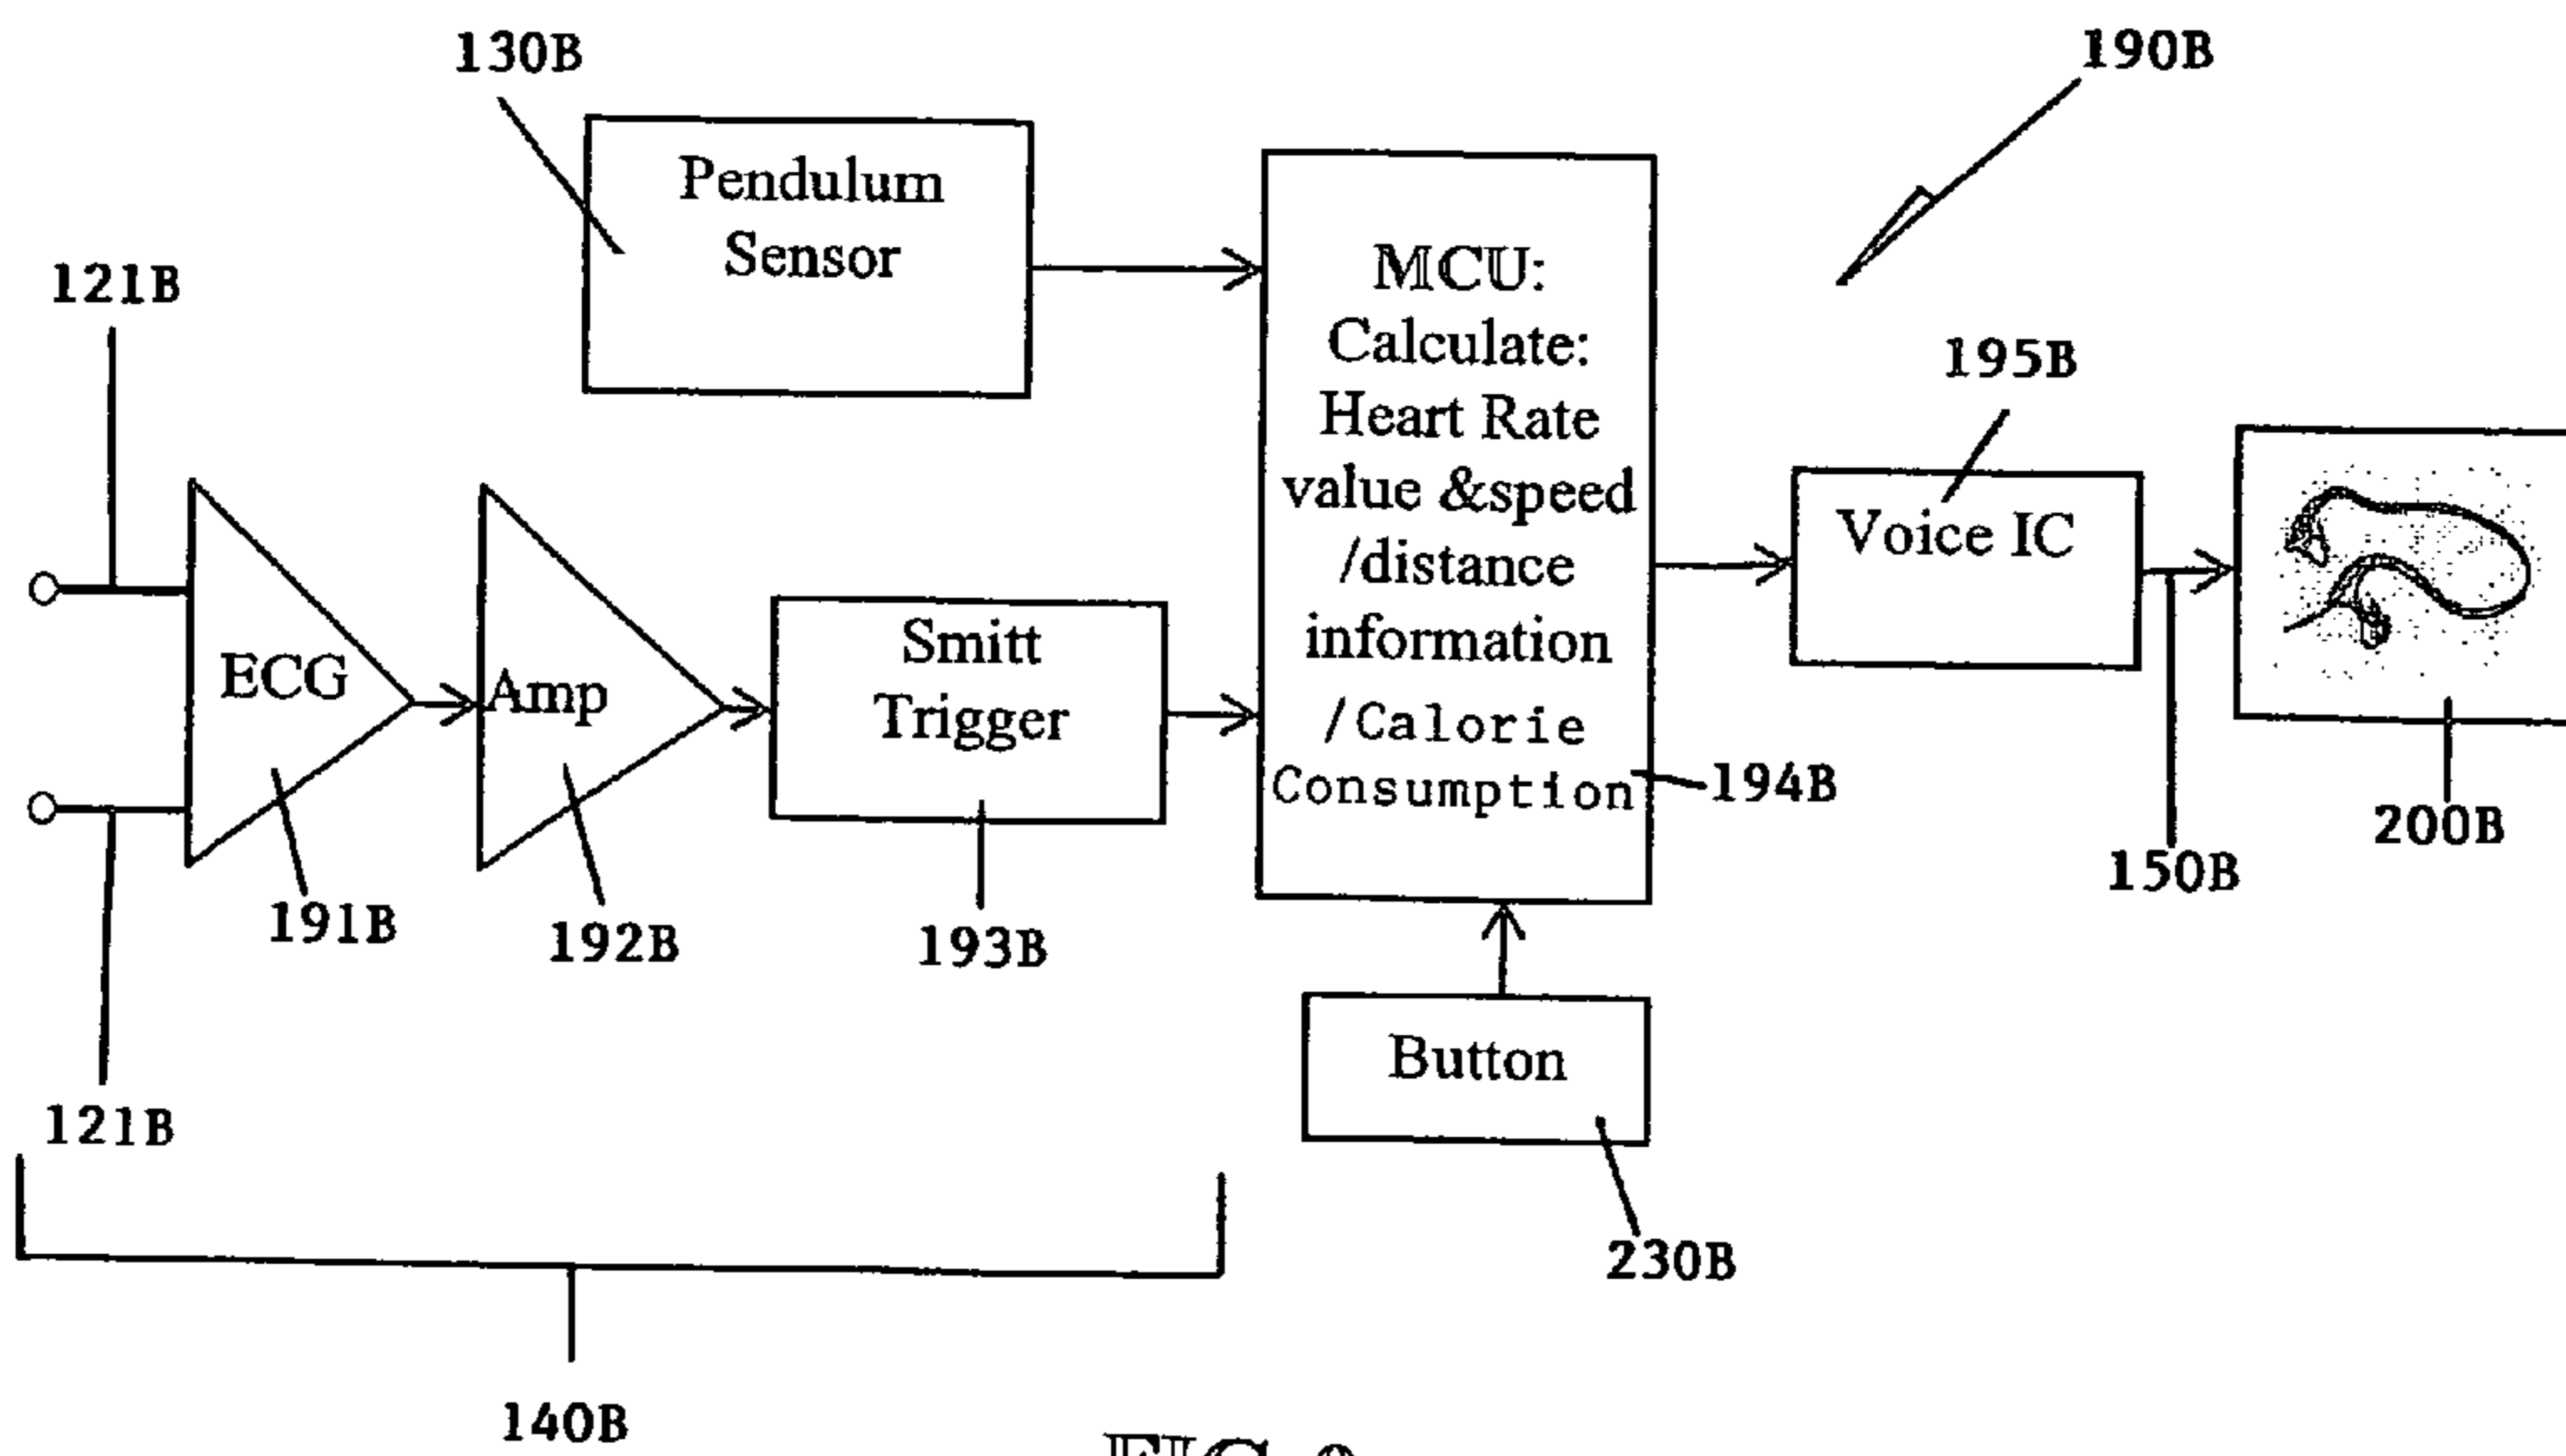 130B
190B
Pendulum
Sensor
121B
MCU:
Calculate:
Heart Rate
value &speed
/distance
information
/Calorie
Consumption
195B
Voice IC
ECG
Amp
Smitt
Trigger
194B
200B
150B
191B
192B
193B
Button
121B
230B
140B